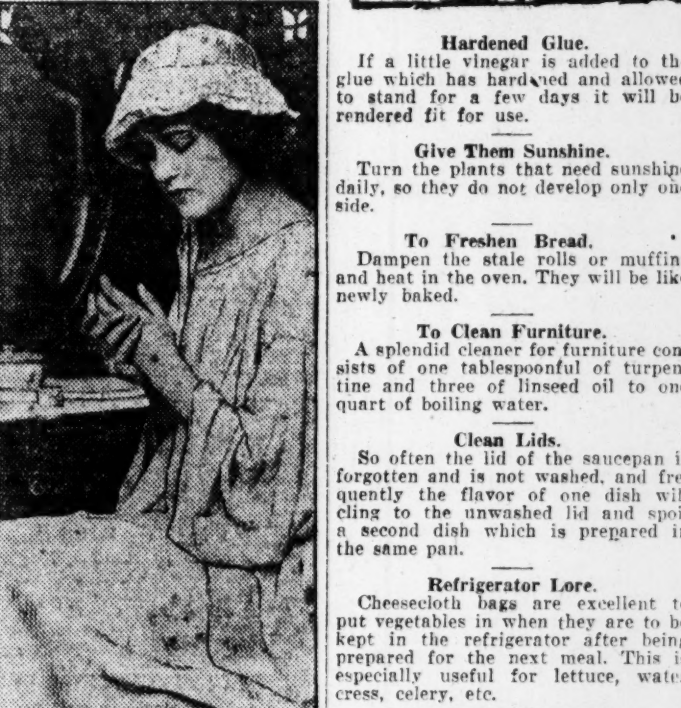 Hardened Glue.
If a little vinegar is added to th
glue which has hardened and allowed
to stand for a few days it will b
rendered fit for use.
Give Them Sunshine.
Turn the plants that need sunshine
daily, so they do not develop only one
side.
To Freshen Bread.
Dampen the stale rolls or muffin
and heat in the oven. They will be lik
newly baked.
To Clean Furniture.
A splendid cleaner for furniture con
sists of one tablespoonful of turpen
tine and three of linseed oil to one
quart of boiling water.
Clean Lids.
So often the lid of the saucepan i
forgotten and is not washed, and fre
quently the flavor of one dish wil
cling to the unwashed lid and spoi
a second dish which is prepared i
the same pan.
Refrigerator Lore.
Cheesecloth bags are excellent t
put vegetables in when they are to b
kept in the refrigerator after being
prepared for the next meal. This i
especially useful for lettuce, water
cress, celery, etc.